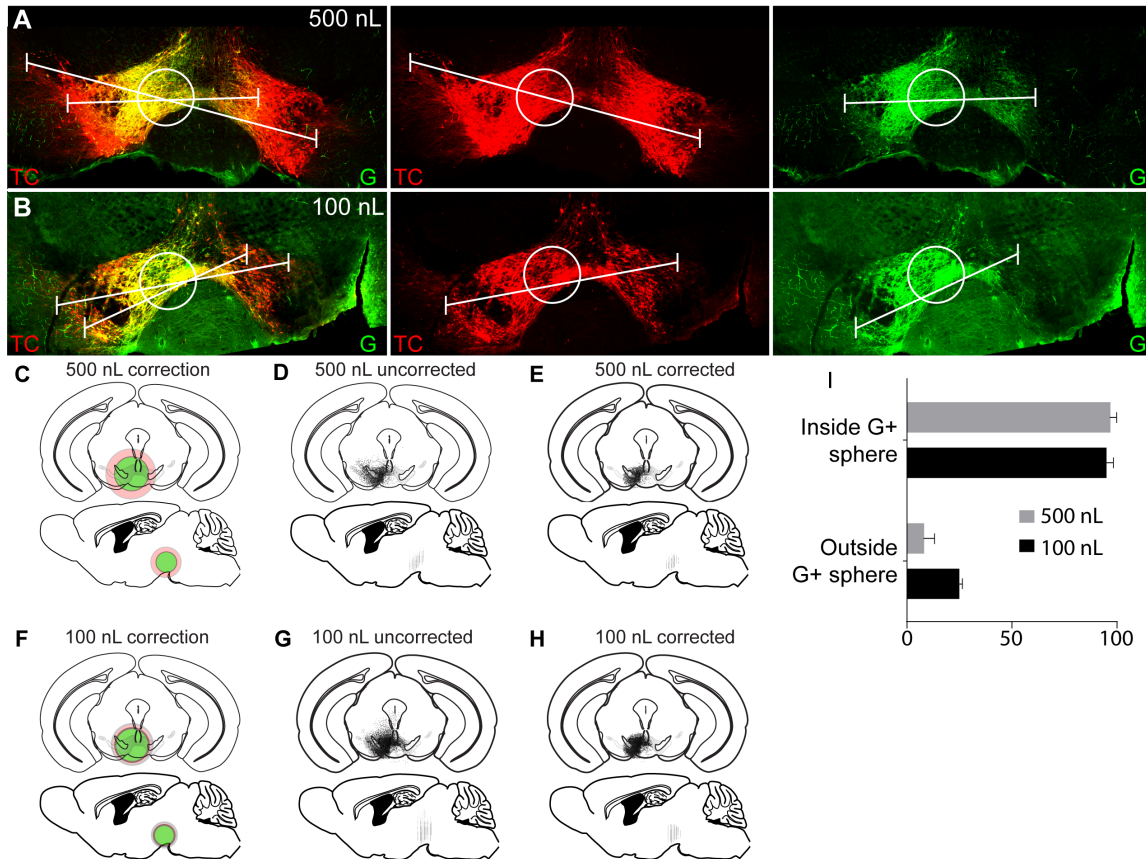 A
500 nL
TC
G
TC
G
B
100 nL
TC
G
TC
G
C
500 nL correction
D
500 nL uncorrected
E
500 nL corrected
I
Inside G+
sphere
500 nL
100 nL
Outside
G+ sphere
0
50
100
F
100 nL correction
G
100 nL uncorrected
H
100 nL corrected